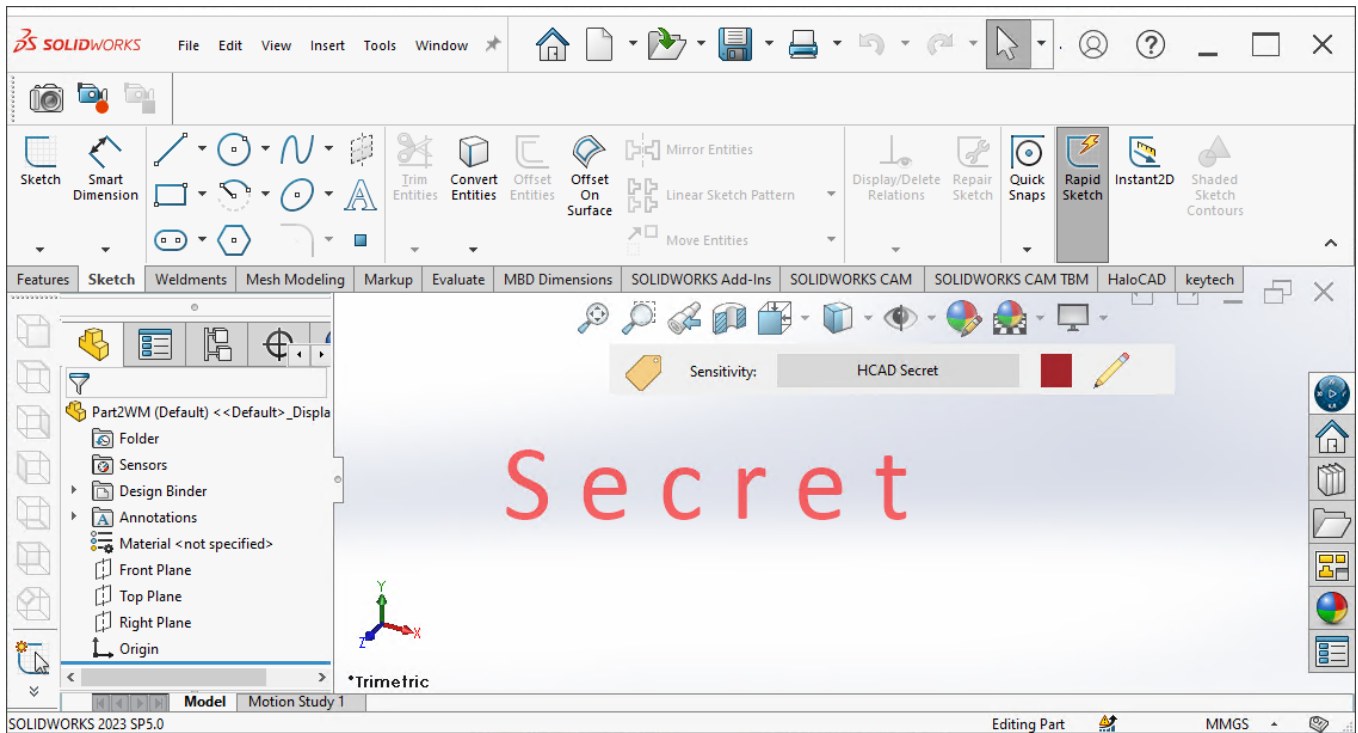 SOLIDWORKS File Edit View Insert Tools Window
Sketch Smart Dimension Trim Entities Convert Entities Offset Entities Offset On Surface Mirror Entities Linear Sketch Pattern Move Entities Display/Delete Relations Repair Sketch Quick Snaps Rapid Sketch Instant2D Shaded Sketch Contours
Features Sketch Weldments Mesh Modeling Markup Evaluate MBD Dimensions SOLIDWORKS Add-Ins SOLIDWORKS CAM SOLIDWORKS CAM TBM HaloCAD keytech
Sensitivity: HCAD Secret
Part2WM (Default) <<Default>_Displa
Folder
Sensors
Design Binder
Annotations
Material <not specified>
Front Plane
Top Plane
Right Plane
Origin
Secret
Y
X
Z
*Trimetric
Model Motion Study 1
SOLIDWORKS 2023 SP5.0 Editing Part MMGS